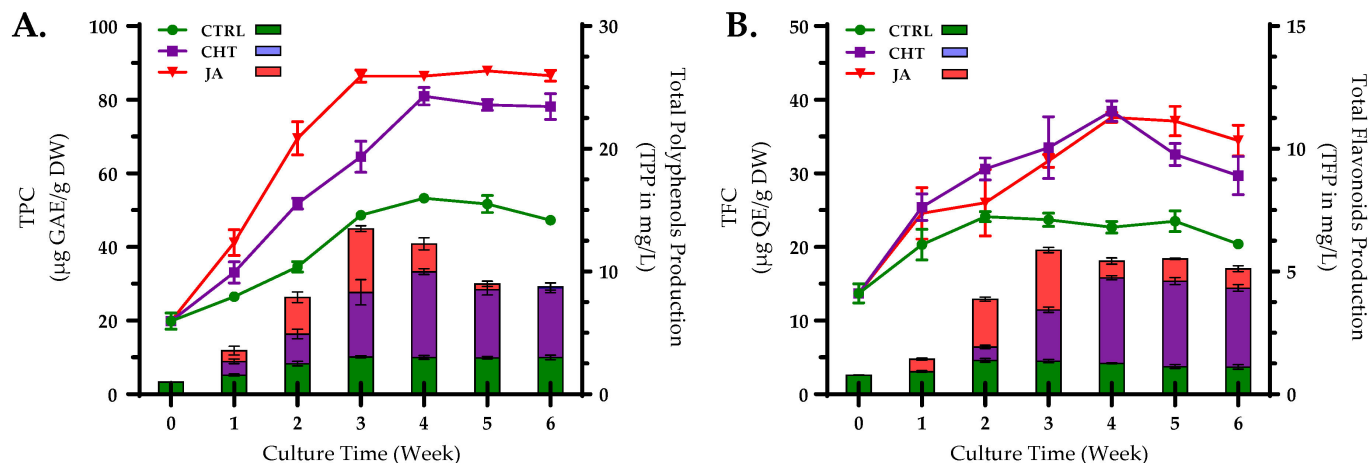 A.
CTRL
CHT
JA
100
80
60
40
20
0
TPC
(µg GAE/g DW)
30
20
10
0
Total Polyphenols Production
(TPP in mg/L)
0 1 2 3 4 5 6
Culture Time (Week)
B.
CTRL
CHT
JA
50
40
30
20
10
0
TFC
(µg QE/g DW)
15
10
5
0
Total Flavonoids Production
(TFP in mg/L)
0 1 2 3 4 5 6
Culture Time (Week)